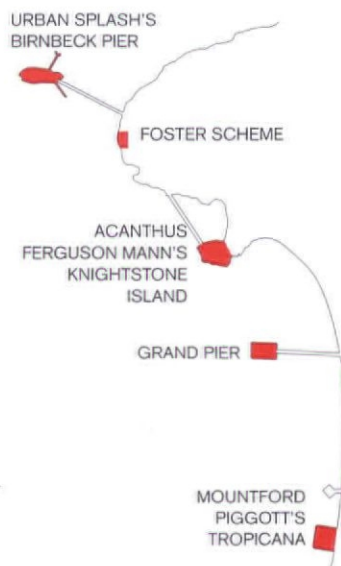 URBAN SPLASH'S
BIRNBECK PIER
FOSTER SCHEME
ACANTHUS
FERGUSON MANN'S
KNIGHTSTONE
ISLAND
GRAND PIER
MOUNTFORD
PIGGOTT'S
TROPICANA